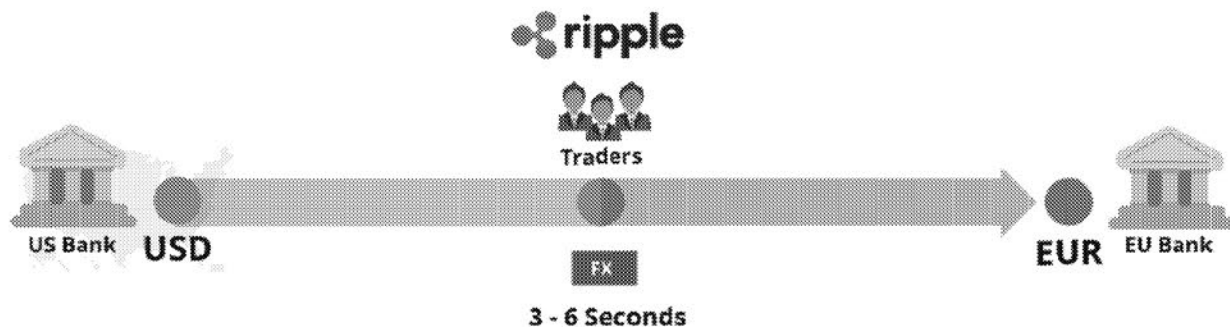 ripple
Traders
US Bank
USD
EUR
EU Bank
FX
3 - 6 Seconds